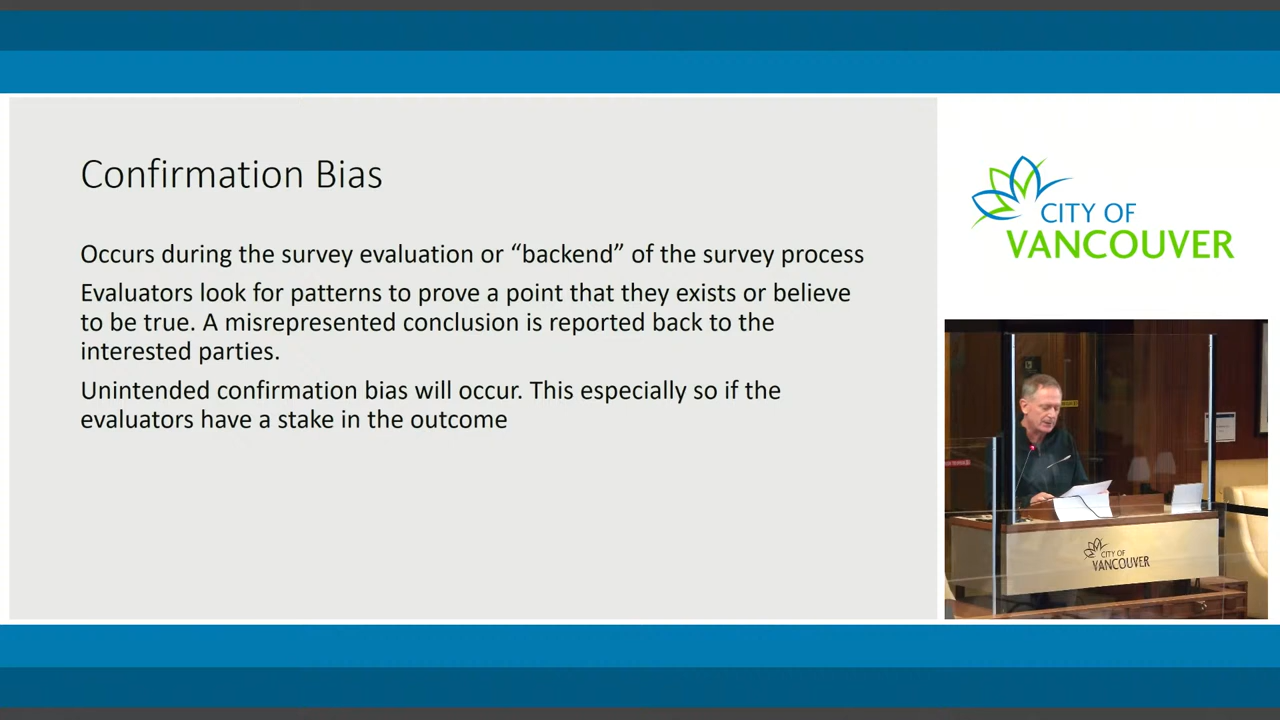 Confirmation Bias
Occurs during the survey evaluation or “backend” of the survey process
Evaluators look for patterns to prove a point that they exists or believe
to be true. A misrepresented conclusion is reported back to the
interested parties.
Unintended confirmation bias will occur. This especially so if the
evaluators have a stake in the outcome
CITY OF
VANCOUVER
CITY OF
VANCOUVER